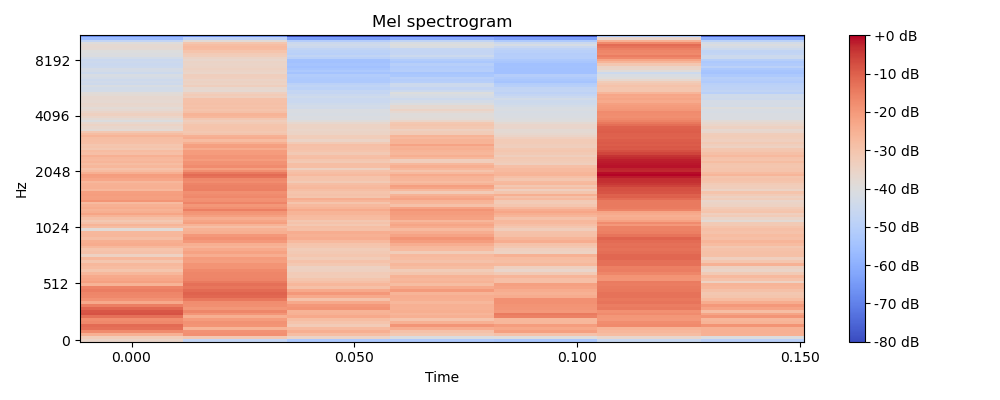 Mel spectrogram
8192
4096
2048
1024
512
0
Hz
0.000
0.050
0.100
0.150
Time
+0 dB
-10 dB
-20 dB
-30 dB
-40 dB
-50 dB
-60 dB
-70 dB
-80 dB